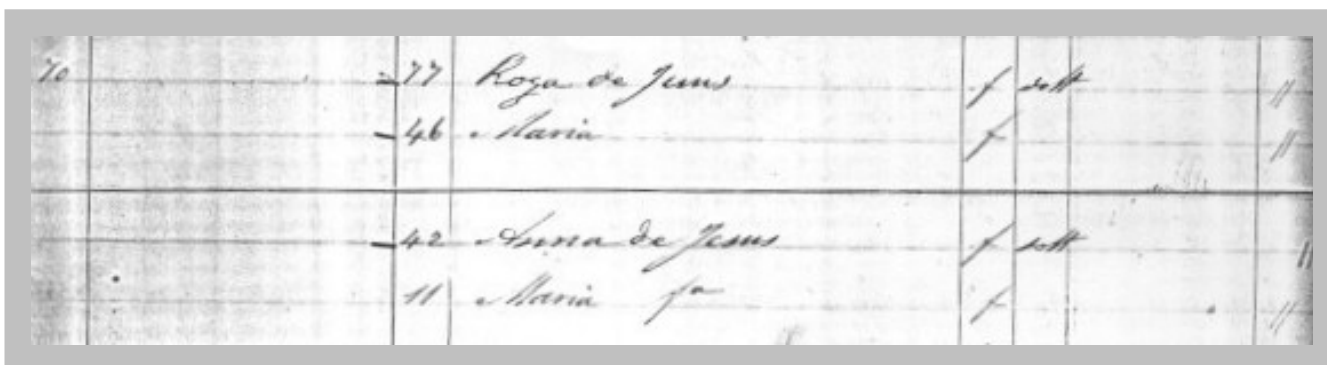 70 = 77 Roza de Jesus f solt "
- 46 Maria f "
- 42 Anna de Jesus f solt "
11 Maria fa f "